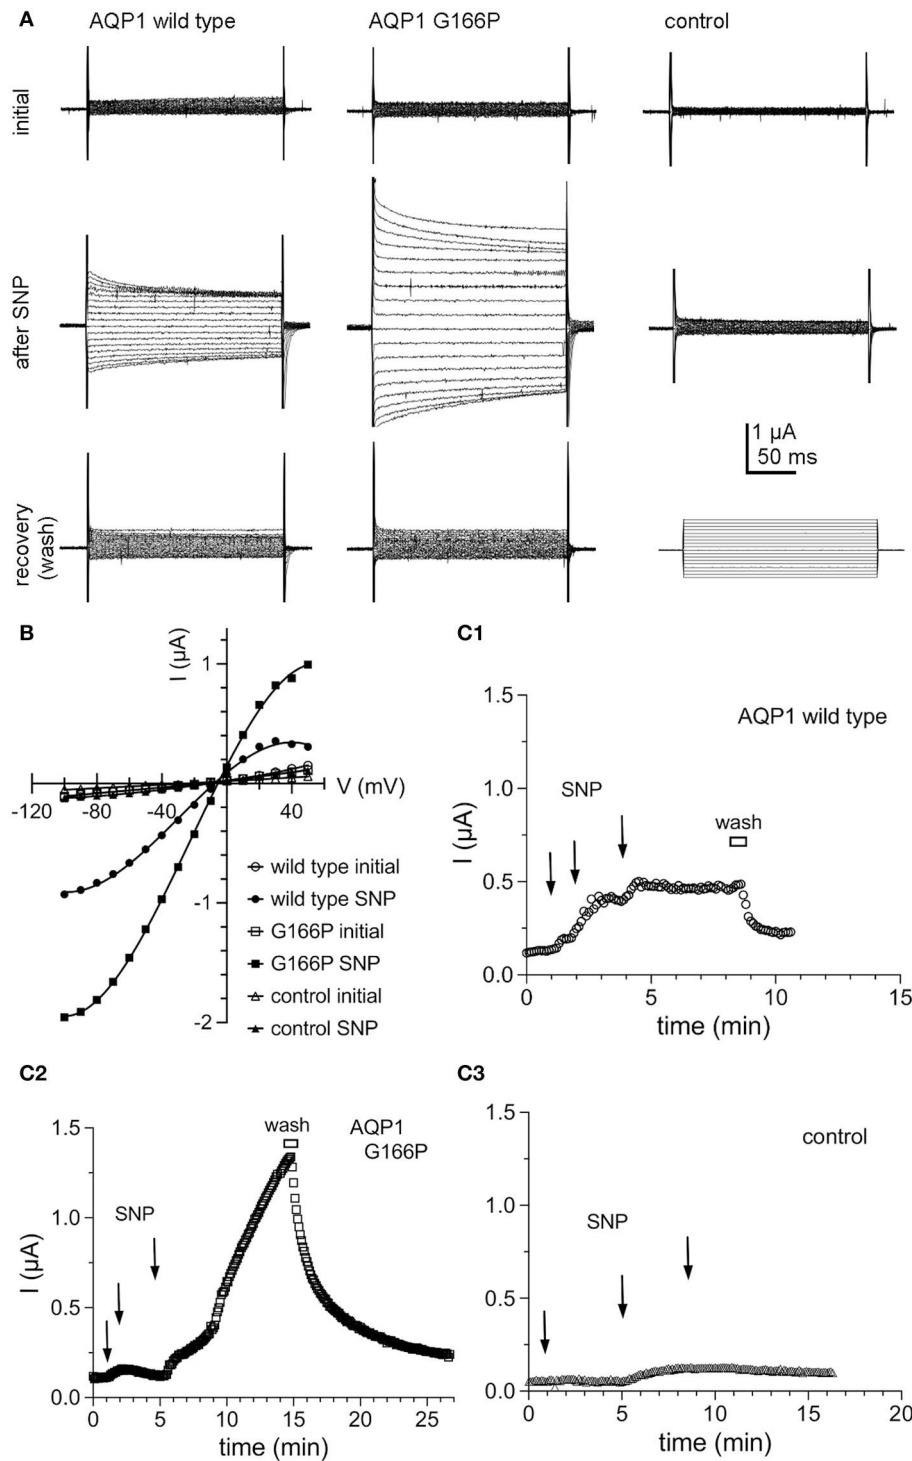 A
AQP1 wild type
AQP1 G166P
control
initial
after SNP
recovery
(wash)
1 µA
50 ms
B
I (µA)
1
-120
-80
-40
40
V (mV)
-1
-2
wild type initial
wild type SNP
G166P initial
G166P SNP
control initial
control SNP
C1
1.5
1.0
0.5
0.0
I (µA)
AQP1 wild type
SNP
wash
0
5
10
15
time (min)
C2
1.5
1.0
0.5
0.0
I (µA)
wash
AQP1
G166P
SNP
0
5
10
15
20
25
time (min)
C3
1.5
1.0
0.5
0.0
I (µA)
control
SNP
0
5
10
15
20
time (min)